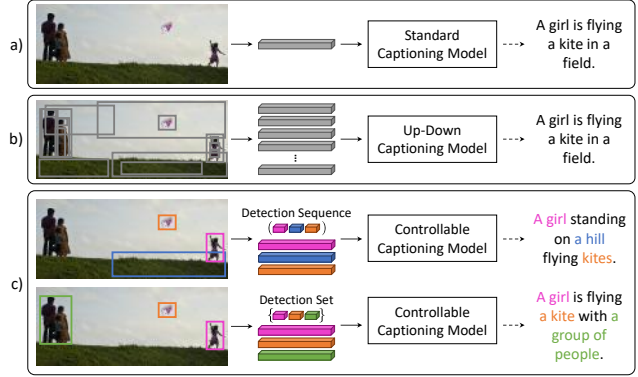 a)
Standard
Captioning Model
A girl is flying
a kite in a
field.
b)
Up-Down
Captioning Model
A girl is flying
a kite in a
field.
c)
Detection Sequence
Controllable
Captioning Model
A girl standing
on a hill
flying kites.
Detection Set
Controllable
Captioning Model
A girl is flying
a kite with a
group of
people.